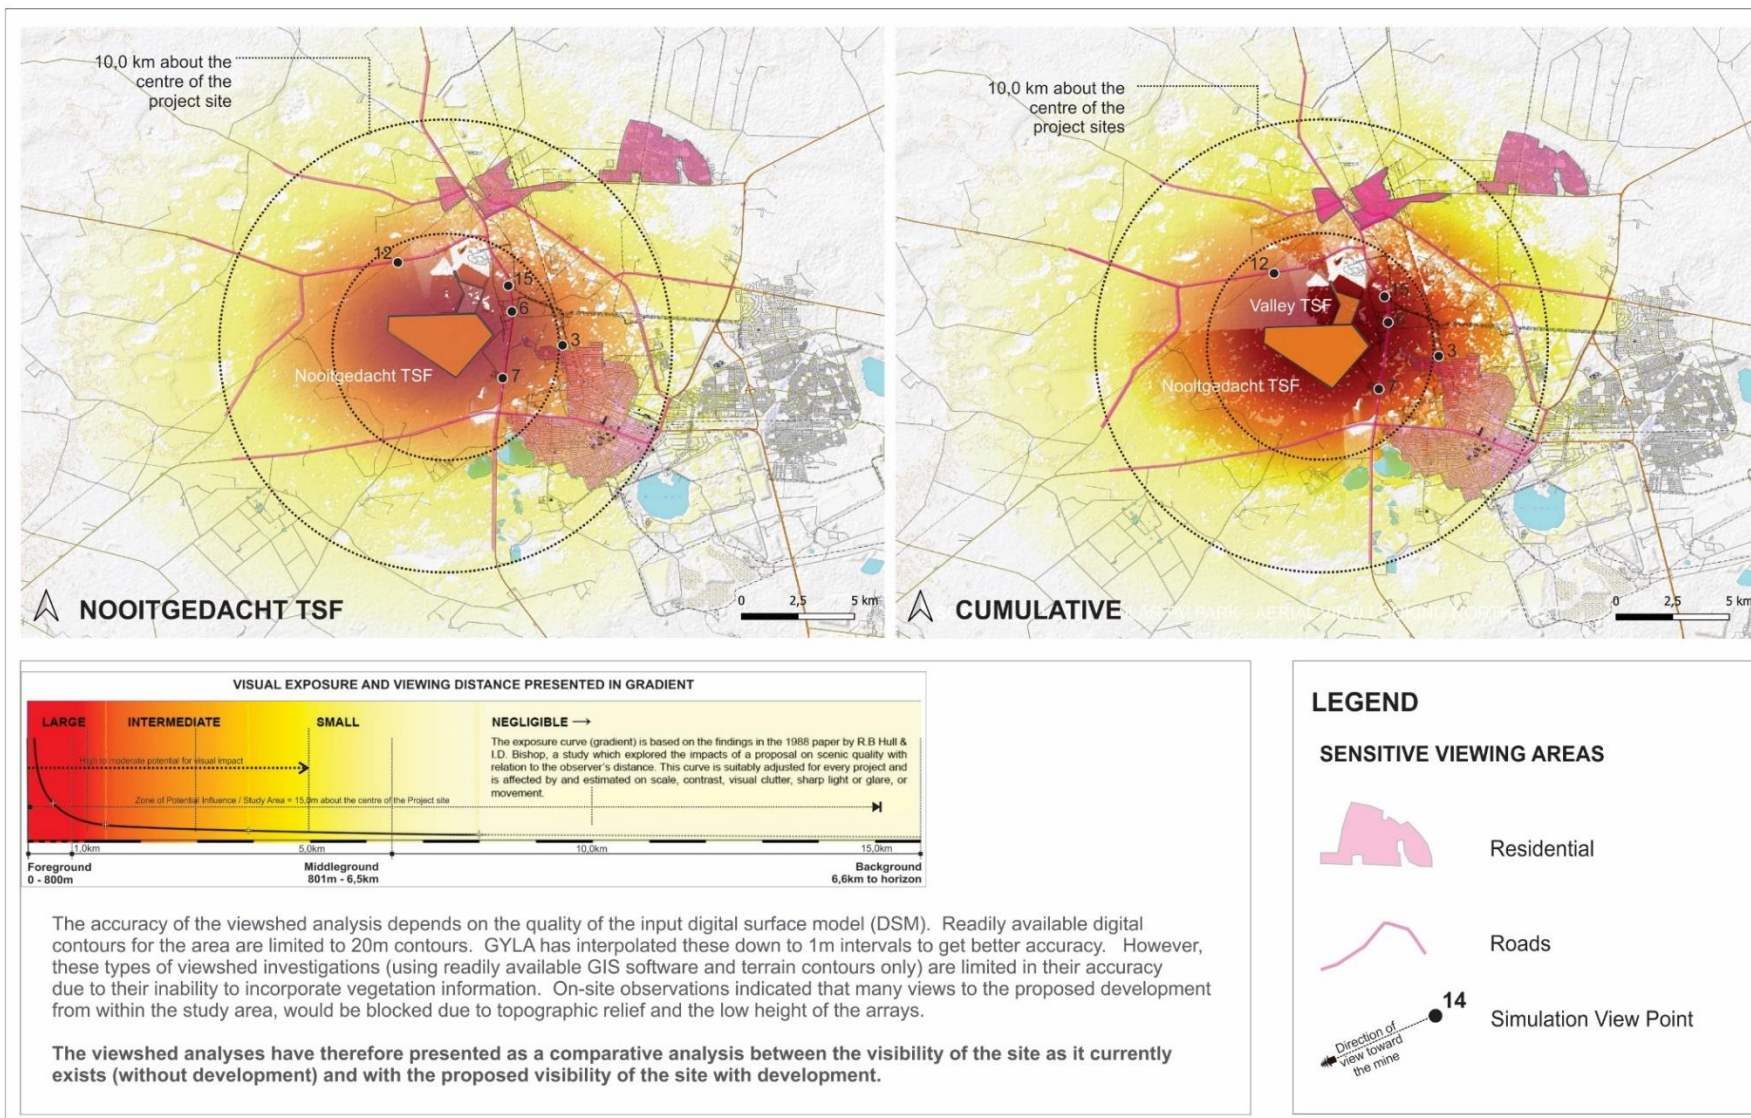 10,0 km about the
centre of the
project site
12
15
6
3
7
Nooitgedacht TSF
NOOITGEDACHT TSF
0 2,5 5 km
10,0 km about the
centre of the
project sites
12
Valley TSF
15
3
Nooitgedacht TSF
7
CUMULATIVE
0 2,5 5 km
VISUAL EXPOSURE AND VIEWING DISTANCE PRESENTED IN GRADIENT
LARGE INTERMEDIATE SMALL NEGLIGIBLE →
The exposure curve (gradient) is based on the findings in the 1988 paper by R.B Hull &
I.D. Bishop, a study which explored the impacts of a proposal on scenic quality with
relation to the observer's distance. This curve is suitably adjusted for every project and
is affected by and estimated on scale, contrast, visual clutter, sharp light or glare, or
movement.
High to moderate potential for visual impact
Zone of Potential Influence / Study Area = 15,0m about the centre of the Project site
1,0km 5,0km 10,0km 15,0km
Foreground Middleground Background
0 - 800m 801m - 6,5km 6,6km to horizon
The accuracy of the viewshed analysis depends on the quality of the input digital surface model (DSM). Readily available digital
contours for the area are limited to 20m contours. GYLA has interpolated these down to 1m intervals to get better accuracy. However,
these types of viewshed investigations (using readily available GIS software and terrain contours only) are limited in their accuracy
due to their inability to incorporate vegetation information. On-site observations indicated that many views to the proposed development
from within the study area, would be blocked due to topographic relief and the low height of the arrays.
The viewshed analyses have therefore presented as a comparative analysis between the visibility of the site as it currently
exists (without development) and with the proposed visibility of the site with development.
LEGEND
SENSITIVE VIEWING AREAS
Residential
Roads
14
Direction of
view toward
the mine
Simulation View Point